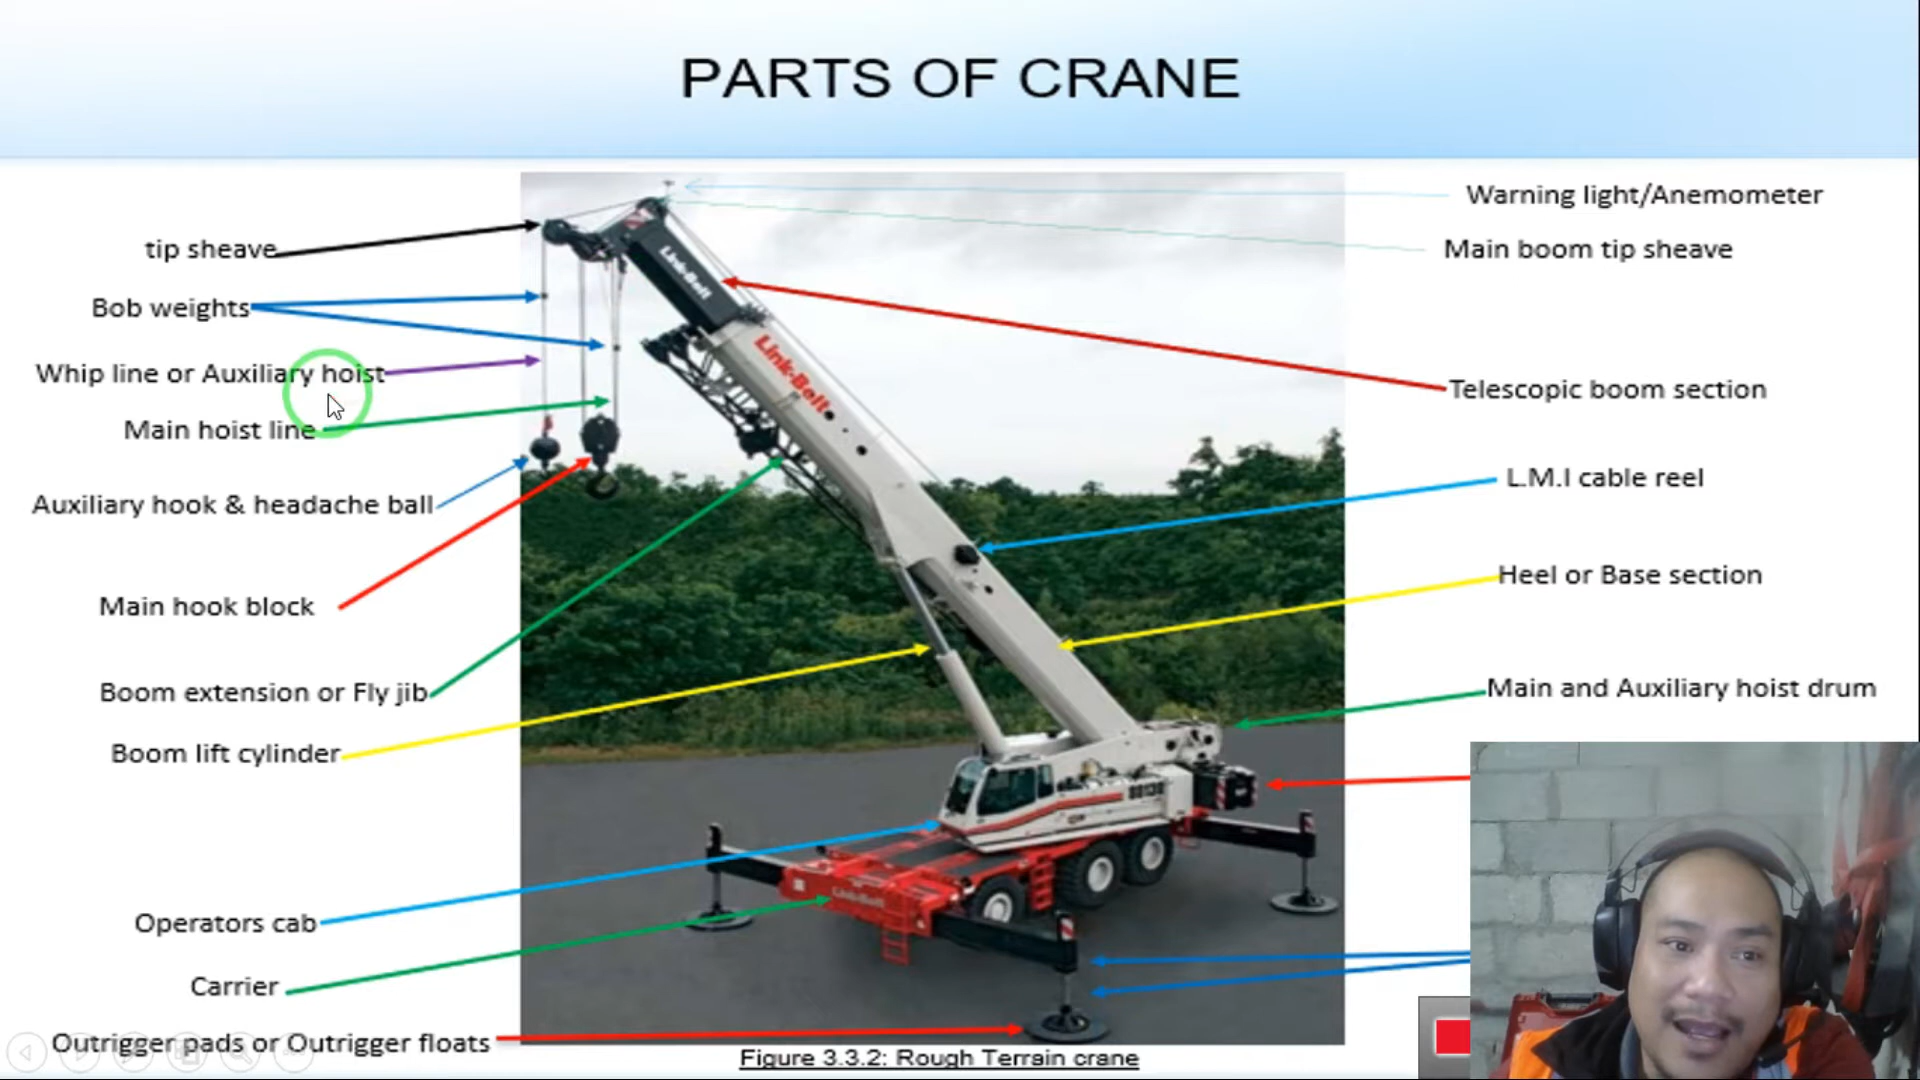 PARTS OF CRANE
tip sheave
Bob weights
Whip line or Auxiliary hoist
Main hoist line
Auxiliary hook & headache ball
Main hook block
Boom extension or Fly jib
Boom lift cylinder
Operators cab
Carrier
Outrigger pads or Outrigger floats
Link-Belt
Link-Belt
Link-Belt
Warning light/Anemometer
Main boom tip sheave
Telescopic boom section
L.M.I cable reel
Heel or Base section
Main and Auxiliary hoist drum
Figure 3.3.2: Rough Terrain crane